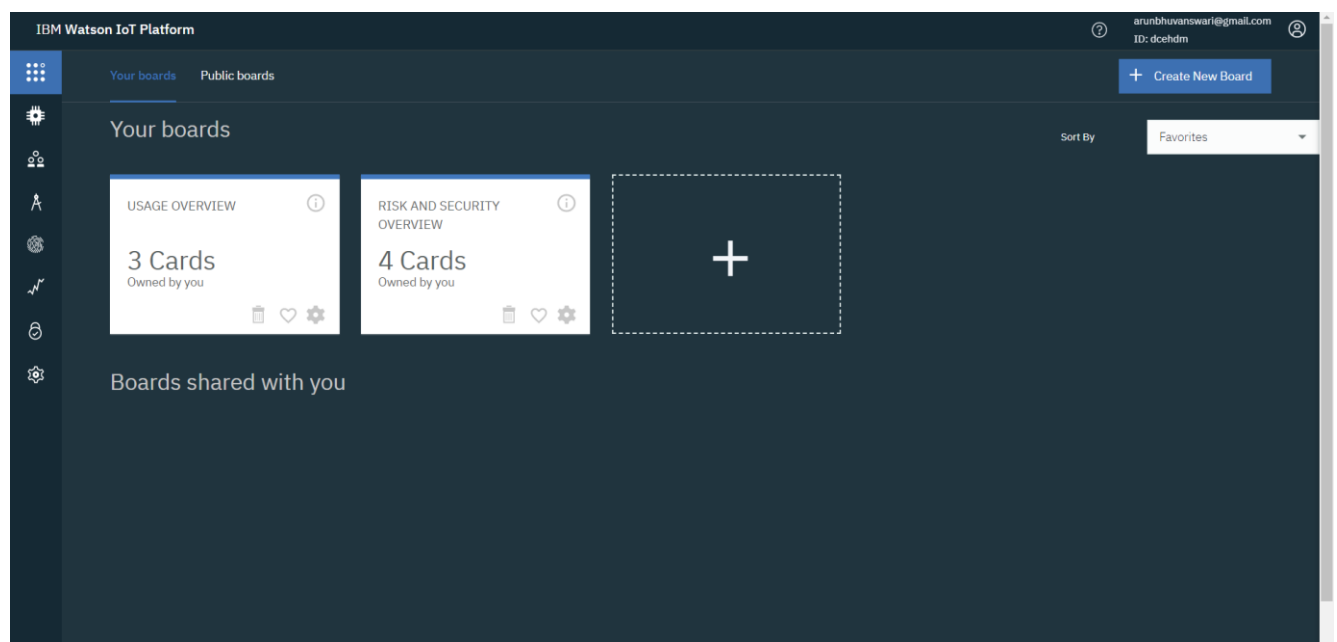 IBM Watson IoT Platform
arunbhuvanswari@gmail.com
ID: dcehdm
Your boards
Public boards
+ Create New Board
Your boards
Sort By
Favorites
USAGE OVERVIEW
3 Cards
Owned by you
RISK AND SECURITY
OVERVIEW
4 Cards
Owned by you
Boards shared with you